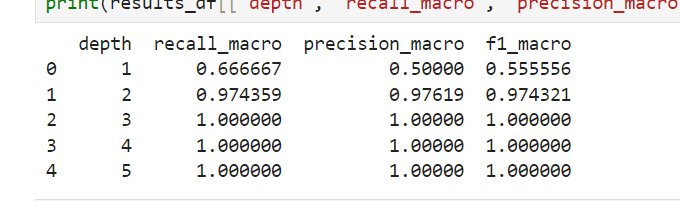 print(results_df[["depth", "recall_macro", "precision_macro
depth recall_macro precision_macro f1_macro
0 1 0.666667 0.50000 0.555556
1 2 0.974359 0.97619 0.974321
2 3 1.000000 1.00000 1.000000
3 4 1.000000 1.00000 1.000000
4 5 1.000000 1.00000 1.000000